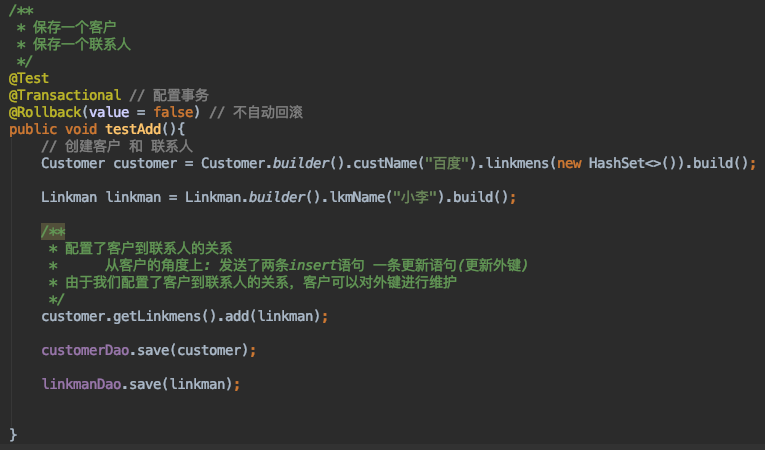 /**
 * 保存一个客户
 * 保存一个联系人
 */
@Test
@Transactional // 配置事务
@Rollback(value = false) // 不自动回滚
public void testAdd(){
    // 创建客户 和 联系人
    Customer customer = Customer.builder().custName("百度").linkmens(new HashSet<>()).build();
    Linkman linkman = Linkman.builder().lkmName("小李").build();
    /**
     * 配置了客户到联系人的关系
     *      从客户的角度上: 发送了两条insert语句 一条更新语句(更新外键)
     * 由于我们配置了客户到联系人的关系，客户可以对外键进行维护
     */
    customer.getLinkmens().add(linkman);
    customerDao.save(customer);
    linkmanDao.save(linkman);
}